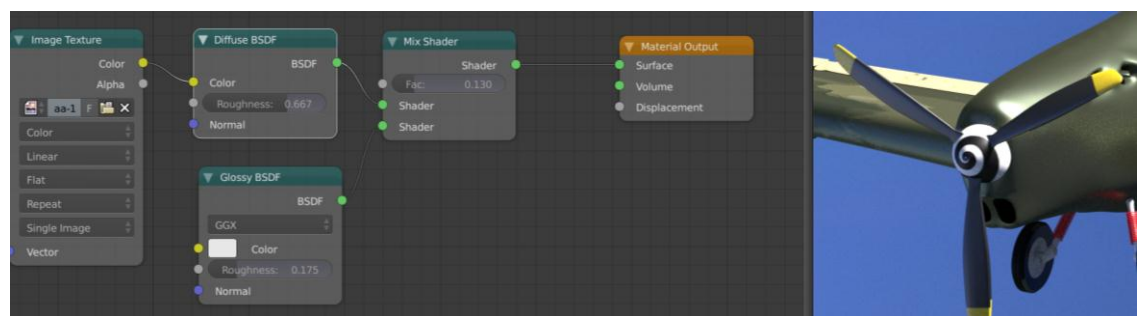 Image Texture
Color
Alpha
aa-1 F
Color
Linear
Flat
Repeat
Single Image
Vector
Diffuse BSDF
BSDF
Color
Roughness: 0.667
Normal
Glossy BSDF
BSDF
GGX
Color
Roughness: 0.175
Normal
Mix Shader
Shader
Fac: 0.130
Shader
Shader
Material Output
Surface
Volume
Displacement